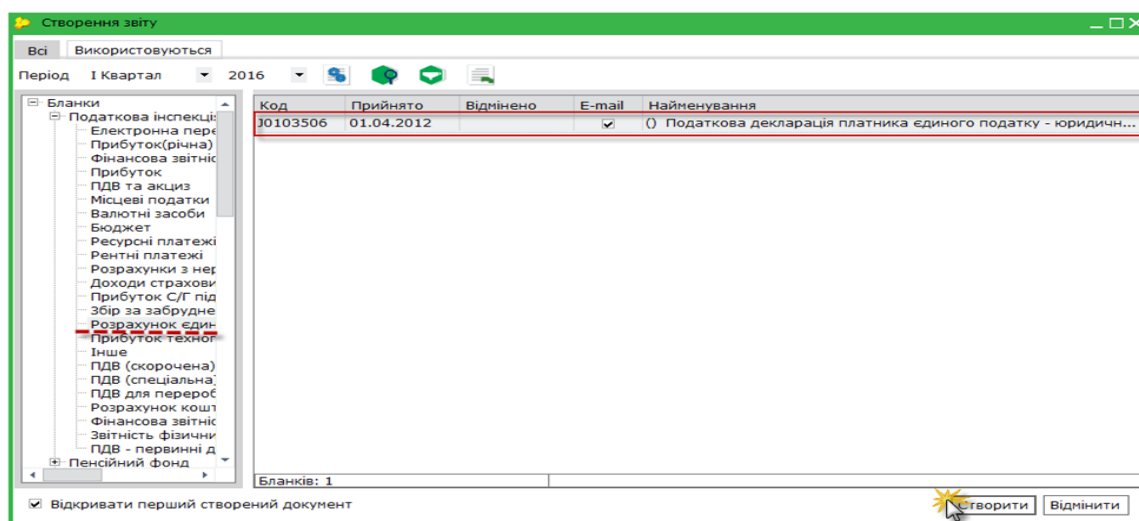 Створення звіту
Всі Використовуються
Період I Квартал 2016
Бланки
Податкова інспекці
Електронна пере
Прибуток(річна)
Фінансова звітніс
Прибуток
ПДВ та акциз
Місцеві податки
Валютні засоби
Бюджет
Ресурсні платежі
Рентні платежі
Розрахунки з нер
Доходи страхови
Прибуток С/Г під
Збір за забрудне
Розрахунок єдин
Прибуток техног
Інше
ПДВ (скорочена)
ПДВ (спеціальна)
ПДВ для перероб
Розрахунок кошт
Фінансова звітніс
Звітність фізични
ПДВ - первинні д
Пенсійний фонд
Код Прийнято Відмінено E-mail Найменування
J0103506 01.04.2012 () Податкова декларація платника єдиного податку - юридичн...
Бланків: 1
Відкривати перший створений документ
Створити Відмінити